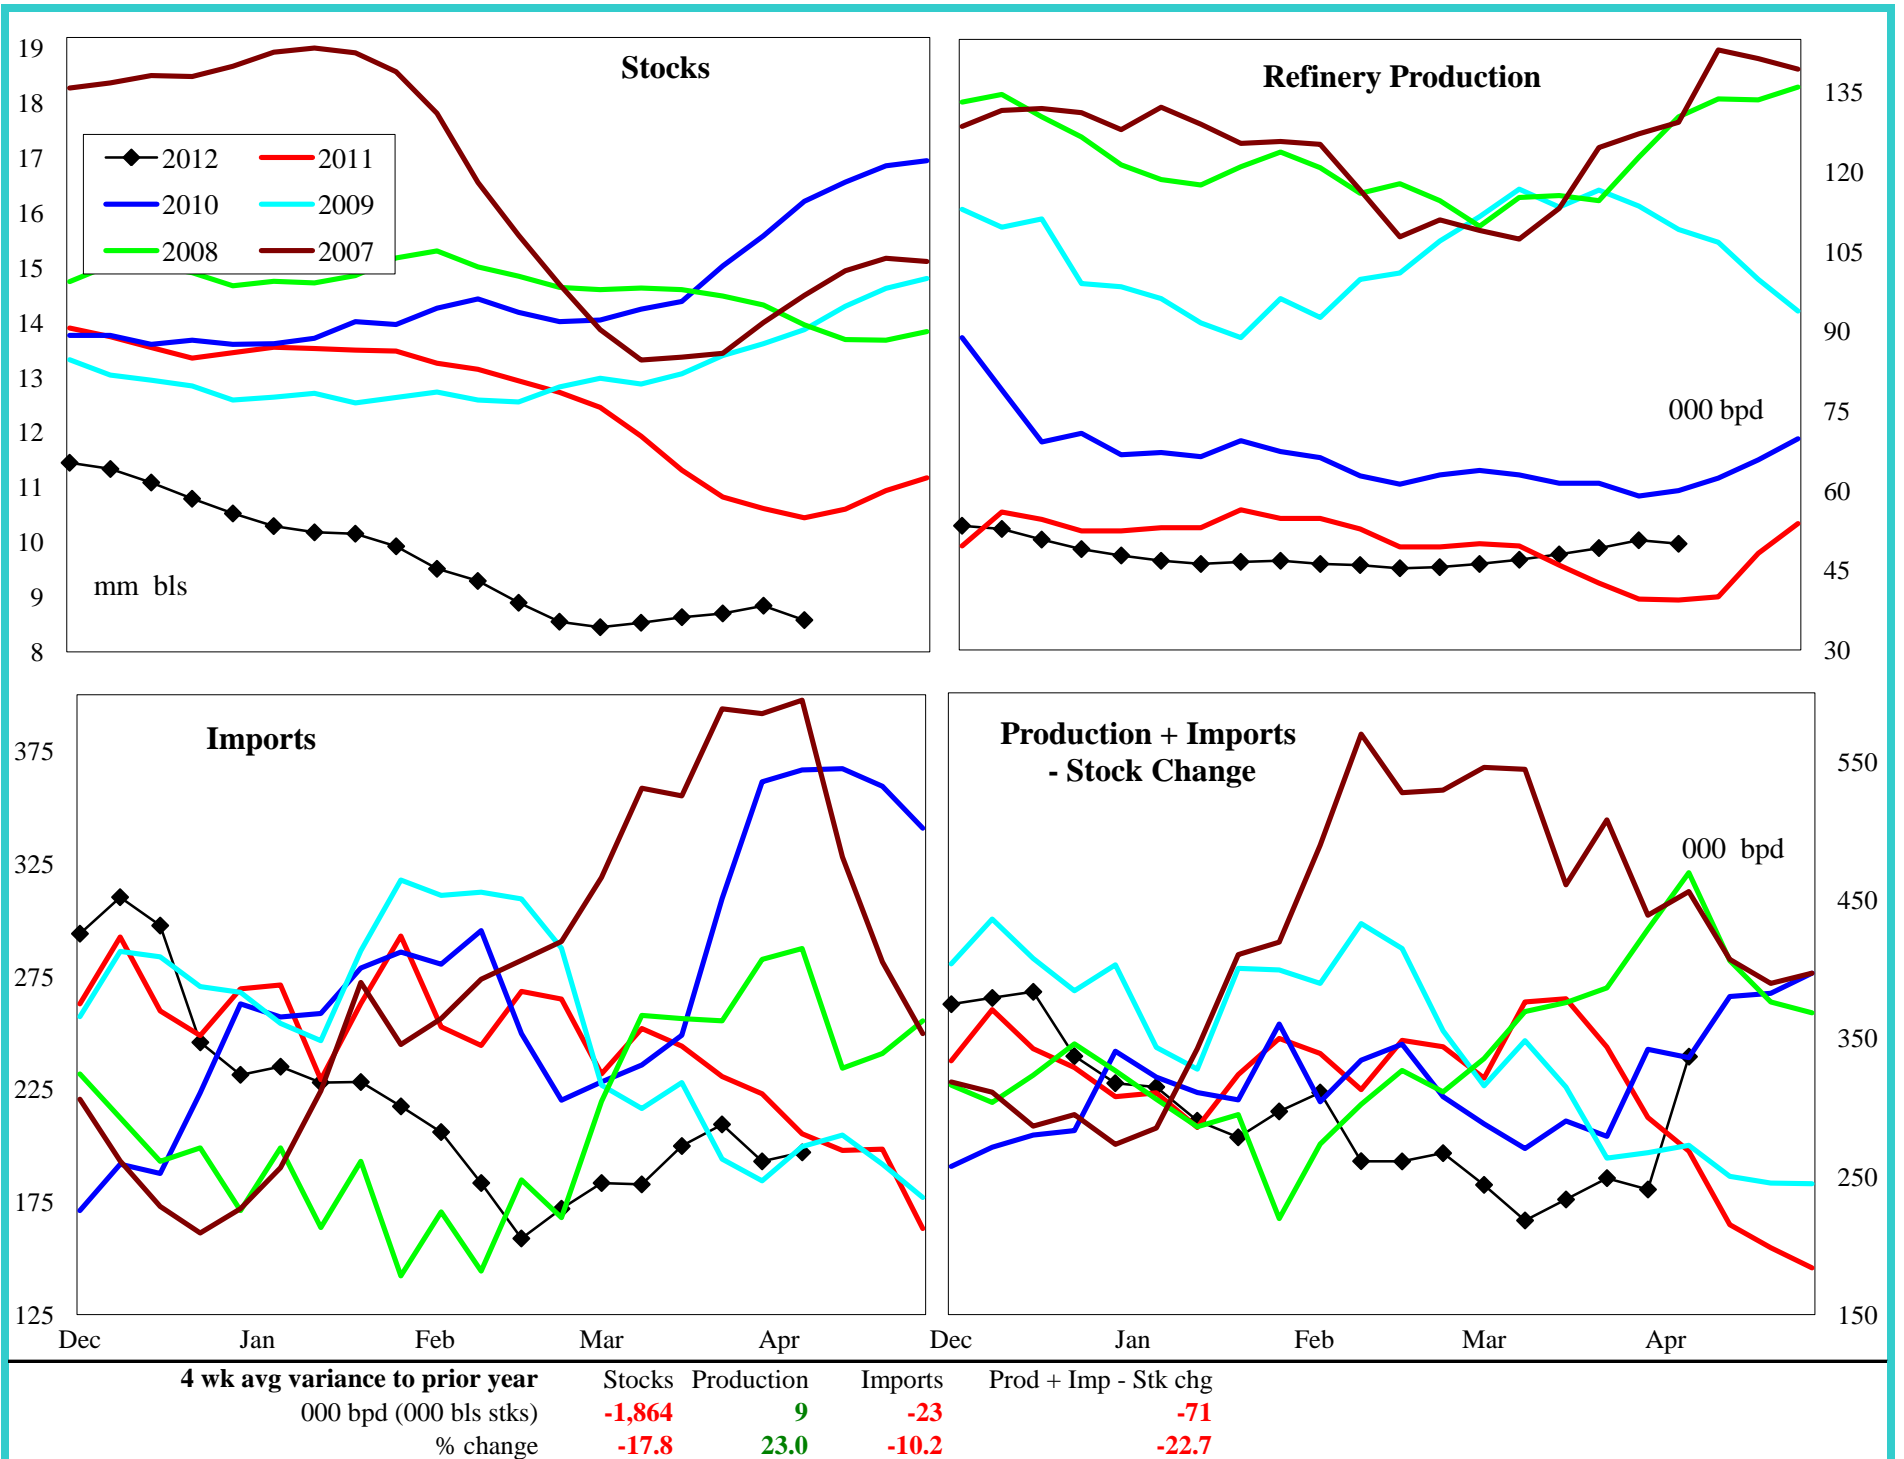 Stocks
19
18
17
16
15
14
13
12
11
10
9
8
2012 2011
2010 2009
2008 2007
mm bls
Refinery Production
135
120
105
90
75
60
45
30
000 bpd
Imports
375
325
275
225
175
125
Dec Jan Feb Mar Apr
Production + Imports
- Stock Change
000 bpd
550
450
350
250
150
Dec Jan Feb Mar Apr
4 wk avg variance to prior year Stocks Production Imports Prod + Imp - Stk chg
000 bpd (000 bls stks) -1,864 9 -23 -71
% change -17.8 23.0 -10.2 -22.7